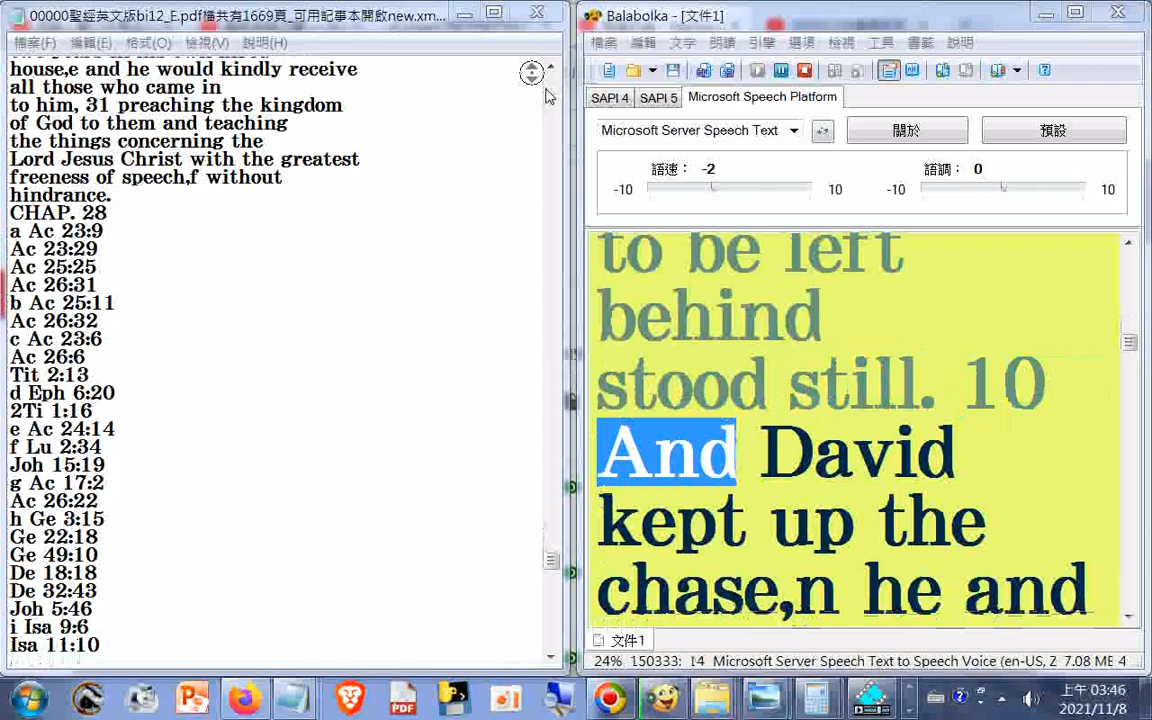 00000聖經英文版bi12_E.pdf檔共有1669頁_可用記事本開啟new.xm...
檔案(F) 編輯(E) 格式(O) 檢視(V) 說明(H)
house,e and he would kindly receive
all those who came in
to him, 31 preaching the kingdom
of God to them and teaching
the things concerning the
Lord Jesus Christ with the greatest
freeness of speech,f without
hindrance.
CHAP. 28
a Ac 23:9
Ac 23:29
Ac 25:25
Ac 26:31
b Ac 25:11
Ac 26:32
c Ac 23:6
Ac 26:6
Tit 2:13
d Eph 6:20
2Ti 1:16
e Ac 24:14
f Lu 2:34
Joh 15:19
g Ac 17:2
Ac 26:22
h Ge 3:15
Ge 22:18
Ge 49:10
De 18:18
De 32:43
Joh 5:46
i Isa 9:6
Isa 11:10
Balabolka - [文件1]
檔案 編輯 文字 朗讀 引擎 選項 檢視 工具 書籤 說明
SAPI 4 SAPI 5 Microsoft Speech Platform
Microsoft Server Speech Text 關於 預設
語速： -2 語調： 0
-10 10 -10 10
to be left
behind
stood still. 10
And David
kept up the
chase,n he and
文件1
24% 150333: 14 Microsoft Server Speech Text to Speech Voice (en-US, Z 7.08 ME 4
PDF
上午 03:46
2021/11/8